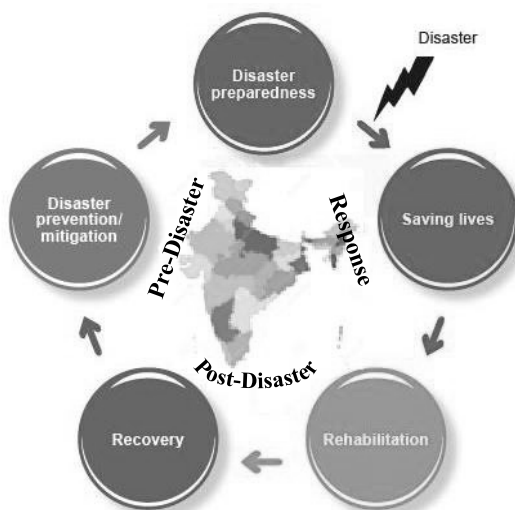 Disaster
Disaster
preparedness
Disaster
prevention/
mitigation
Pre-Disaster
Response
Saving lives
Post-Disaster
Recovery
Rehabilitation